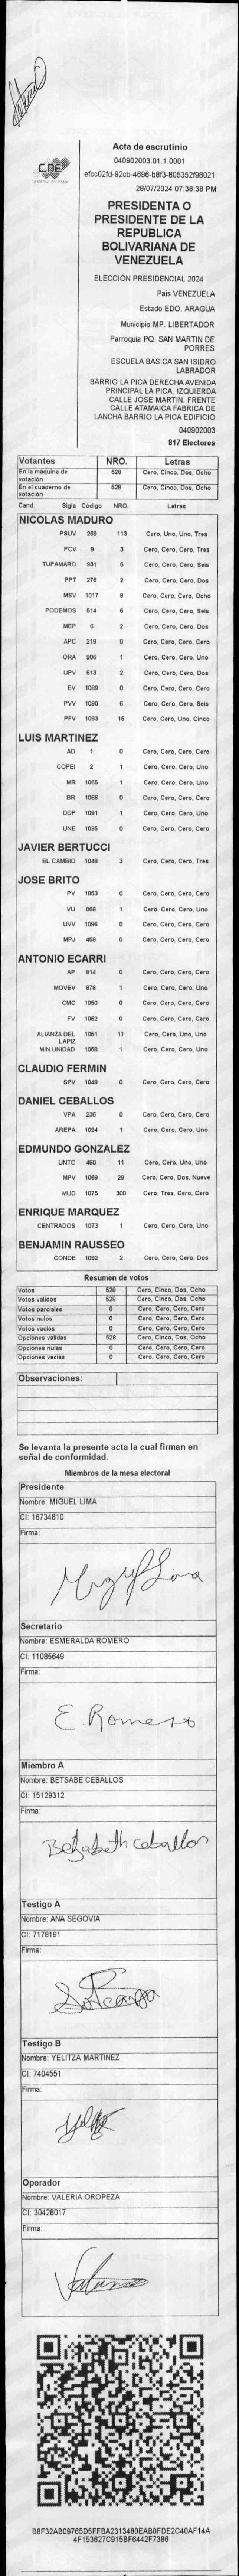 CNE
Acta de escrutinio
040902003.01.1.0001
efcc02fd-92cb-4696-b8f3-805352f98021
28/07/2024 07:36:38 PM
PRESIDENTA O
PRESIDENTE DE LA
REPUBLICA
BOLIVARIANA DE
VENEZUELA
ELECCIÓN PRESIDENCIAL 2024
Pais VENEZUELA
Estado EDO. ARAGUA
Municipio MP. LIBERTADOR
Parroquia PQ. SAN MARTIN DE
PORRES
ESCUELA BASICA SAN ISIDRO
LABRADOR
BARRIO LA PICA DERECHA AVENIDA
PRINCIPAL LA PICA. IZQUIERDA
CALLE JOSE MARTIN. FRENTE
CALLE ATAMAICA FABRICA DE
LANCHA BARRIO LA PICA EDIFICIO
040902003
817 Electores
Votantes NRO. Letras
En la maquina de votación 528 Cero, Cinco, Dos, Ocho
En el cuaderno de votación 528 Cero, Cinco, Dos, Ocho
Cand. Sigla Código NRO. Letras
NICOLAS MADURO
PSUV 269 113 Cero, Uno, Uno, Tres
PCV 9 3 Cero, Cero, Cero, Tres
TUPAMARO 931 6 Cero, Cero, Cero, Seis
PPT 276 2 Cero, Cero, Cero, Dos
MSV 1017 8 Cero, Cero, Cero, Ocho
PODEMOS 614 6 Cero, Cero, Cero, Seis
MEP 6 2 Cero, Cero, Cero, Dos
APC 219 0 Cero, Cero, Cero, Cero
ORA 906 1 Cero, Cero, Cero, Uno
UPV 513 2 Cero, Cero, Cero, Dos
EV 1089 0 Cero, Cero, Cero, Cero
PVV 1090 6 Cero, Cero, Cero, Seis
PFV 1093 15 Cero, Cero, Uno, Cinco
LUIS MARTINEZ
AD 1 0 Cero, Cero, Cero, Cero
COPEI 2 1 Cero, Cero, Cero, Uno
MR 1065 1 Cero, Cero, Cero, Uno
BR 1066 0 Cero, Cero, Cero, Cero
DDP 1091 1 Cero, Cero, Cero, Uno
UNE 1095 0 Cero, Cero, Cero, Cero
JAVIER BERTUCCI
EL CAMBIO 1048 3 Cero, Cero, Cero, Tres
JOSE BRITO
PV 1053 0 Cero, Cero, Cero, Cero
VU 969 1 Cero, Cero, Cero, Uno
UVV 1096 0 Cero, Cero, Cero, Cero
MPJ 458 0 Cero, Cero, Cero, Cero
ANTONIO ECARRI
AP 914 0 Cero, Cero, Cero, Cero
MOVEV 878 1 Cero, Cero, Cero, Uno
CMC 1050 0 Cero, Cero, Cero, Cero
FV 1062 0 Cero, Cero, Cero, Cero
ALIANZA DEL LAPIZ 1051 11 Cero, Cero, Uno, Uno
MIN UNIDAD 1068 1 Cero, Cero, Cero, Uno
CLAUDIO FERMIN
SPV 1049 0 Cero, Cero, Cero, Cero
DANIEL CEBALLOS
VPA 236 0 Cero, Cero, Cero, Cero
AREPA 1094 1 Cero, Cero, Cero, Uno
EDMUNDO GONZALEZ
UNTC 460 11 Cero, Cero, Uno, Uno
MPV 1069 29 Cero, Cero, Dos, Nueve
MUD 1075 300 Cero, Tres, Cero, Cero
ENRIQUE MARQUEZ
CENTRADOS 1073 1 Cero, Cero, Cero, Uno
BENJAMIN RAUSSEO
CONDE 1092 2 Cero, Cero, Cero, Dos
Resumen de votos
Votos 528 Cero, Cinco, Dos, Ocho
Votos validos 528 Cero, Cinco, Dos, Ocho
Votos parciales 0 Cero, Cero, Cero, Cero
Votos nulos 0 Cero, Cero, Cero, Cero
Votos vacios 0 Cero, Cero, Cero, Cero
Opciones validas 528 Cero, Cinco, Dos, Ocho
Opciones nulas 0 Cero, Cero, Cero, Cero
Opciones vacias 0 Cero, Cero, Cero, Cero
Observaciones:
Se levanta la presente acta la cual firman en
señal de conformidad.
Miembros de la mesa electoral
Presidente
Nombre: MIGUEL LIMA
CI: 16734810
Firma:
Miguel Lima
Secretario
Nombre: ESMERALDA ROMERO
CI: 11085649
Firma:
E Romero
Miembro A
Nombre: BETSABE CEBALLOS
CI: 15129312
Firma:
Betsabeth ceballos
Testigo A
Nombre: ANA SEGOVIA
CI: 7178191
Firma:
Testigo B
Nombre: YELITZA MARTINEZ
CI: 7404551
Firma:
Operador
Nombre: VALERIA OROPEZA
CI: 30428017
Firma:
B8F32AB09765D5FFBA2313480EAB0FDE2C40AF14A
4F153627C915BF6442F7386